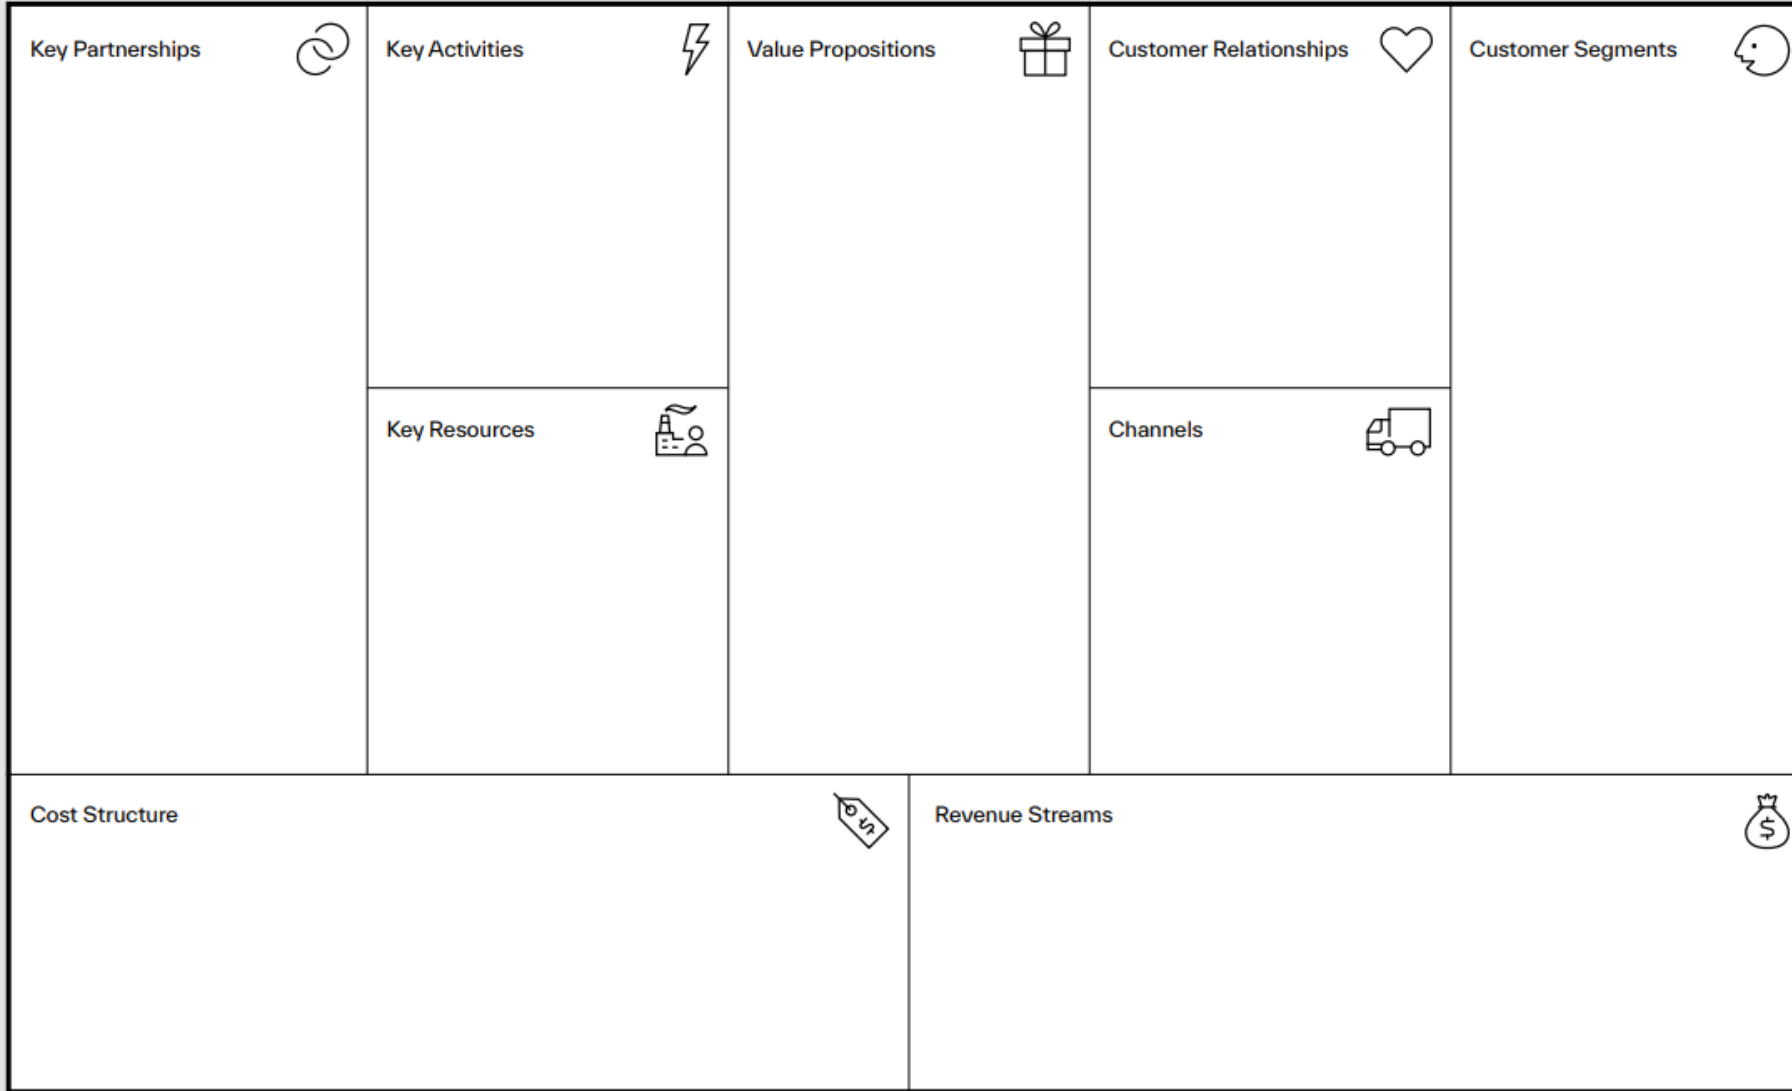 Key Partnerships
Key Activities
Value Propositions
Customer Relationships
Customer Segments
Key Resources
Channels
Cost Structure
$
Revenue Streams
$